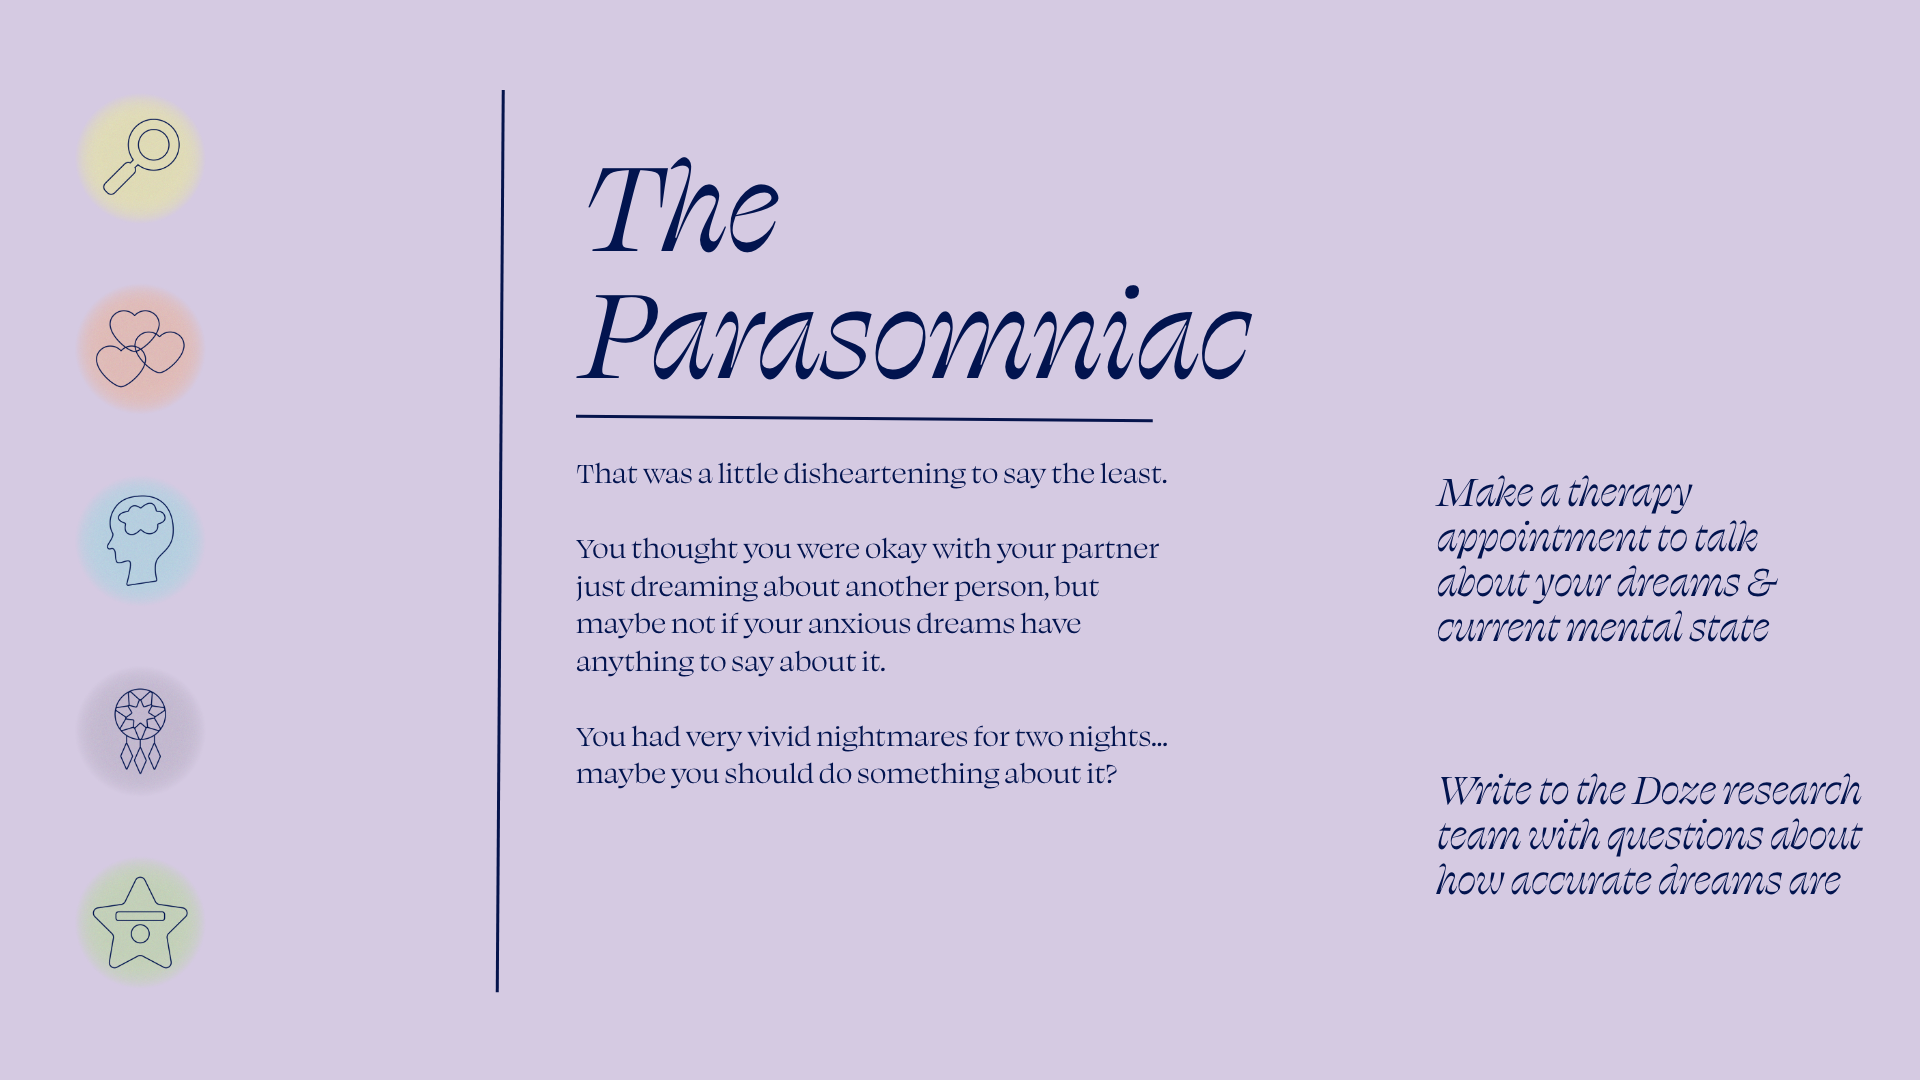 The
Parasomniac
That was a little disheartening to say the least.
You thought you were okay with your partner
just dreaming about another person, but
maybe not if your anxious dreams have
anything to say about it.
You had very vivid nightmares for two nights...
maybe you should do something about it?
Make a therapy
appointment to talk
about your dreams &
current mental state
Write to the Doze research
team with questions about
how accurate dreams are